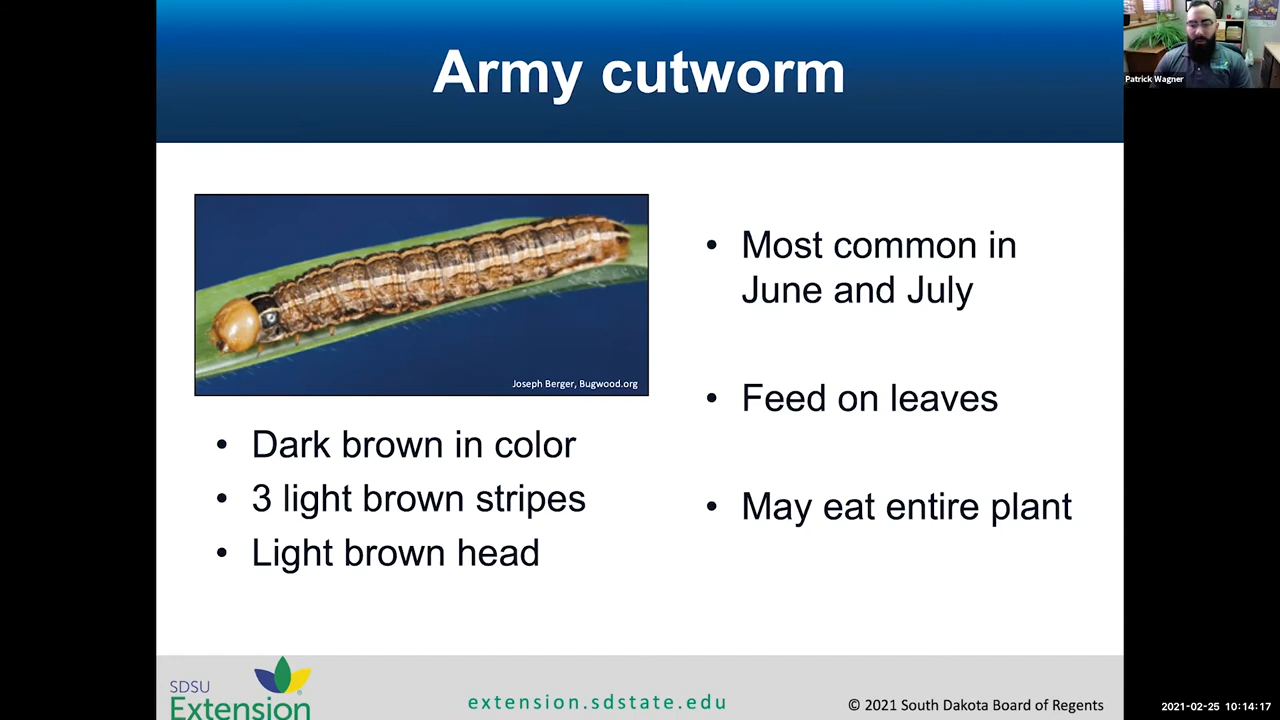 Army cutworm
Patrick Wagner
Joseph Berger, Bugwood.org
• Dark brown in color
• 3 light brown stripes
• Light brown head
• Most common in
June and July
• Feed on leaves
• May eat entire plant
SDSU
Extension
extension.sdstate.edu
© 2021 South Dakota Board of Regents
2021-02-25 10:14:17